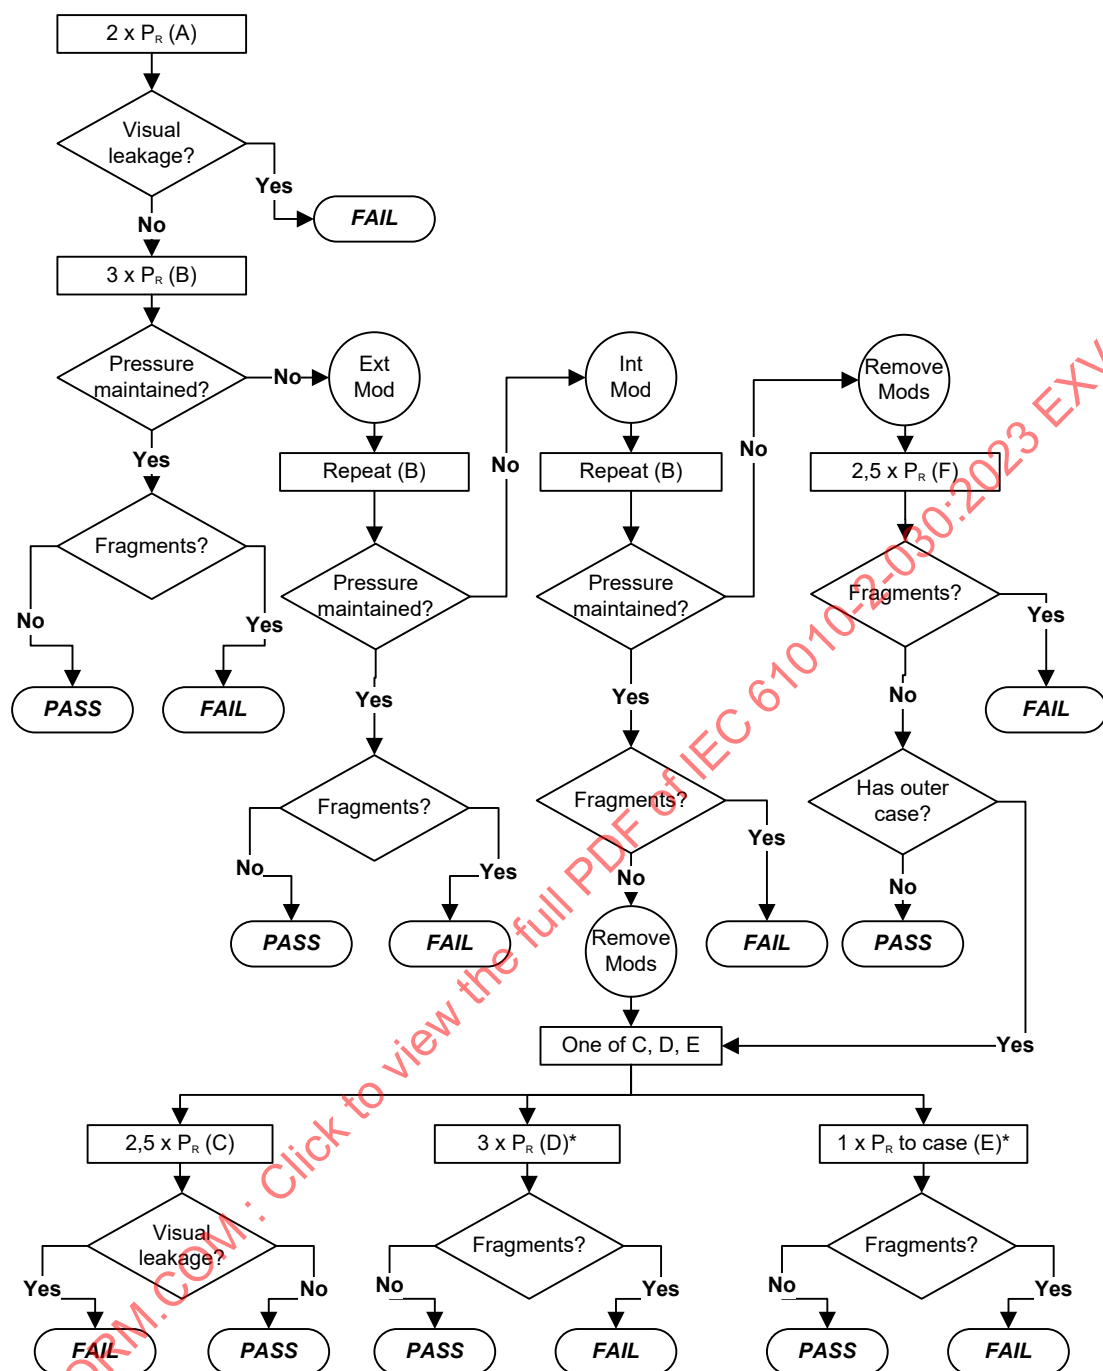 2 x PR (A)
Visual
leakage?
Yes
FAIL
No
3 x PR (B)
Pressure
maintained?
No
Ext
Mod
Int
Mod
Remove
Mods
Yes
Repeat (B)
No
Repeat (B)
No
2,5 x PR (F)
Fragments?
Pressure
maintained?
Pressure
maintained?
Fragments?
No
Yes
Yes
PASS
FAIL
Yes
Yes
No
FAIL
Fragments?
Fragments?
Has outer
case?
No
Yes
No
Yes
No
PASS
FAIL
Remove
Mods
FAIL
PASS
One of C, D, E
Yes
2,5 x PR (C)
3 x PR (D)*
1 x PR to case (E)*
Visual
leakage?
Fragments?
Fragments?
Yes
No
No
Yes
No
Yes
FAIL
PASS
PASS
FAIL
PASS
FAIL
ORM.COM : Click to view the full PDF of IEC 61010-2-030:2023 EXV